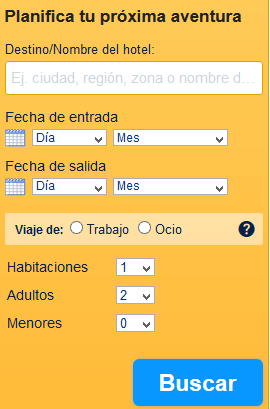 Planifica tu próxima aventura
Destino/Nombre del hotel:
Ej. ciudad, región, zona o nombre d...
Fecha de entrada
Día Mes
Fecha de salida
Día Mes
Viaje de: Trabajo Ocio ?
Habitaciones 1
Adultos 2
Menores 0
Buscar